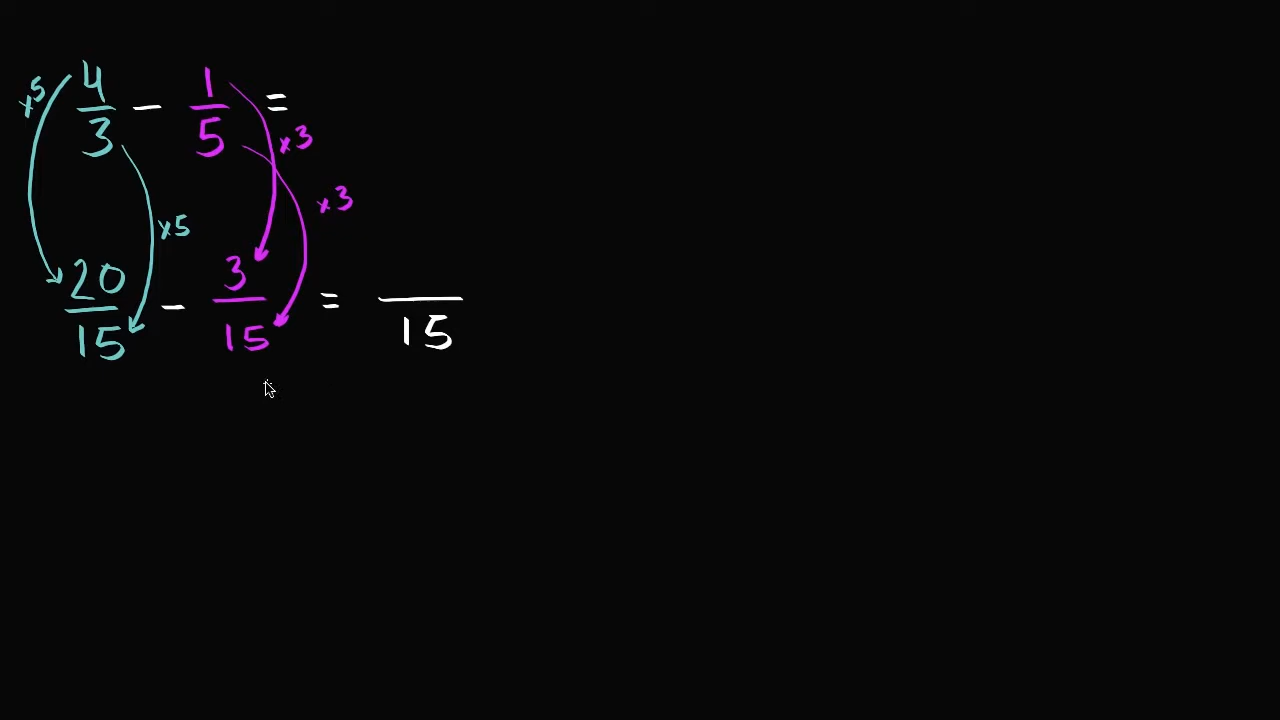 4/3 - 1/5 =
×5
×3
×3
×5
20/15 - 3/15 = /15